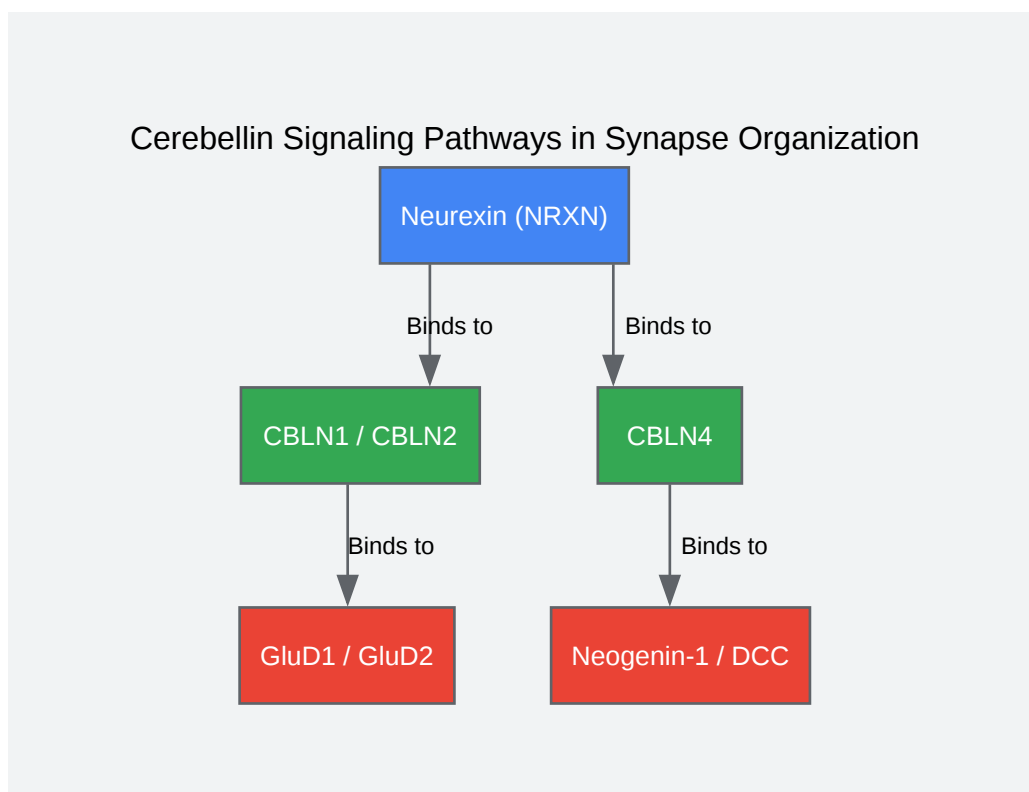 Cerebellin Signaling Pathways in Synapse Organization
Neurexin (NRXN)
Binds to
Binds to
CBLN1 / CBLN2
CBLN4
Binds to
Binds to
GluD1 / GluD2
Neogenin-1 / DCC